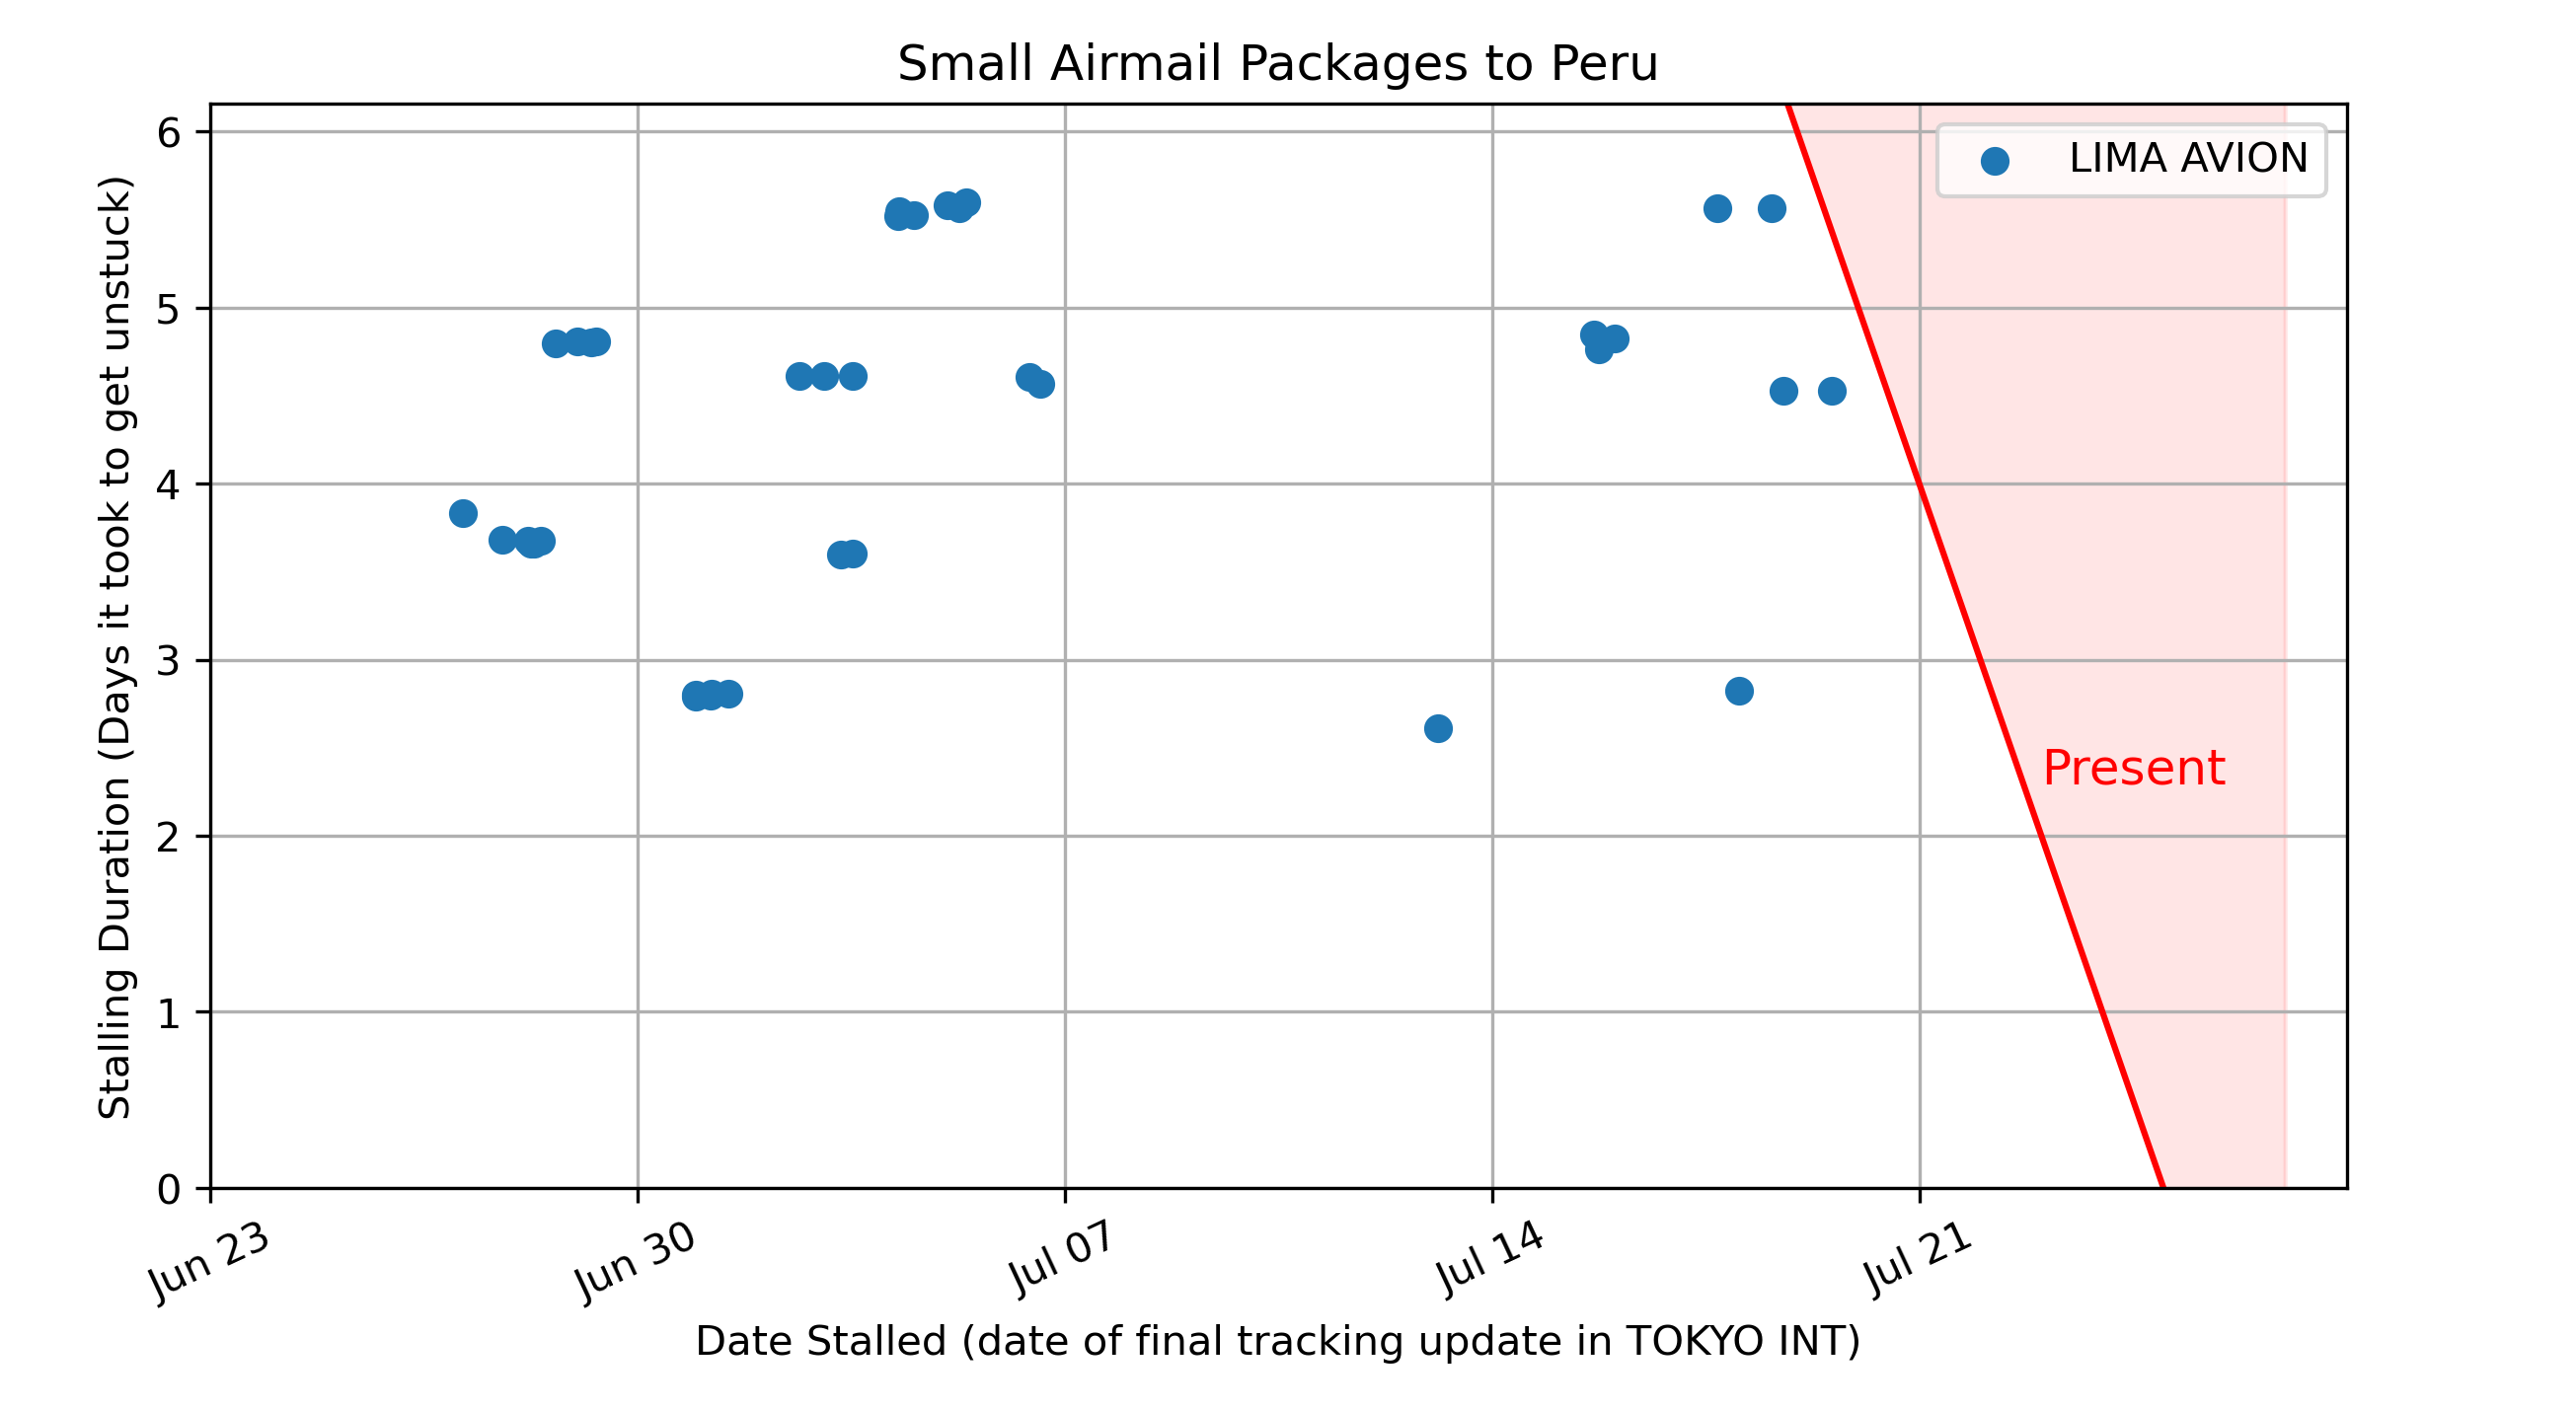 Small Airmail Packages to Peru
LIMA AVION
Stalling Duration (Days it took to get unstuck)
6
5
4
3
2
1
0
Present
Jun 23
Jun 30
Jul 07
Jul 14
Jul 21
Date Stalled (date of final tracking update in TOKYO INT)